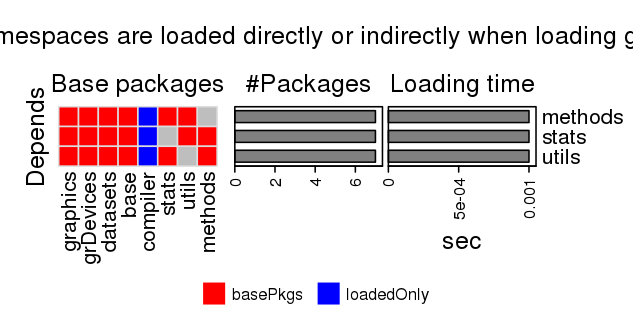 mespaces are loaded directly or indirectly when loading g
Base packages #Packages Loading time
Depends
methods
stats
utils
graphics
grDevices
datasets
base
compiler
stats
utils
methods
0 2 4 6
0 5e-04 0.001
sec
basePkgs loadedOnly